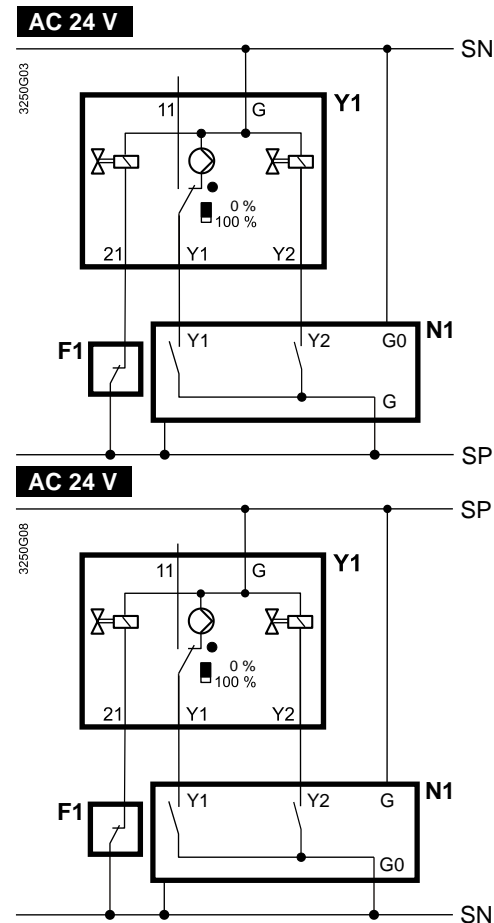 AC 24 V
SN
3250G03
Y1
11 G
0 %
100 %
21 Y1 Y2
N1
F1
Y1 Y2 G0
G
SP
AC 24 V
SP
3250G08
Y1
11 G
0 %
100 %
21 Y1 Y2
N1
F1
Y1 Y2 G
G0
SN